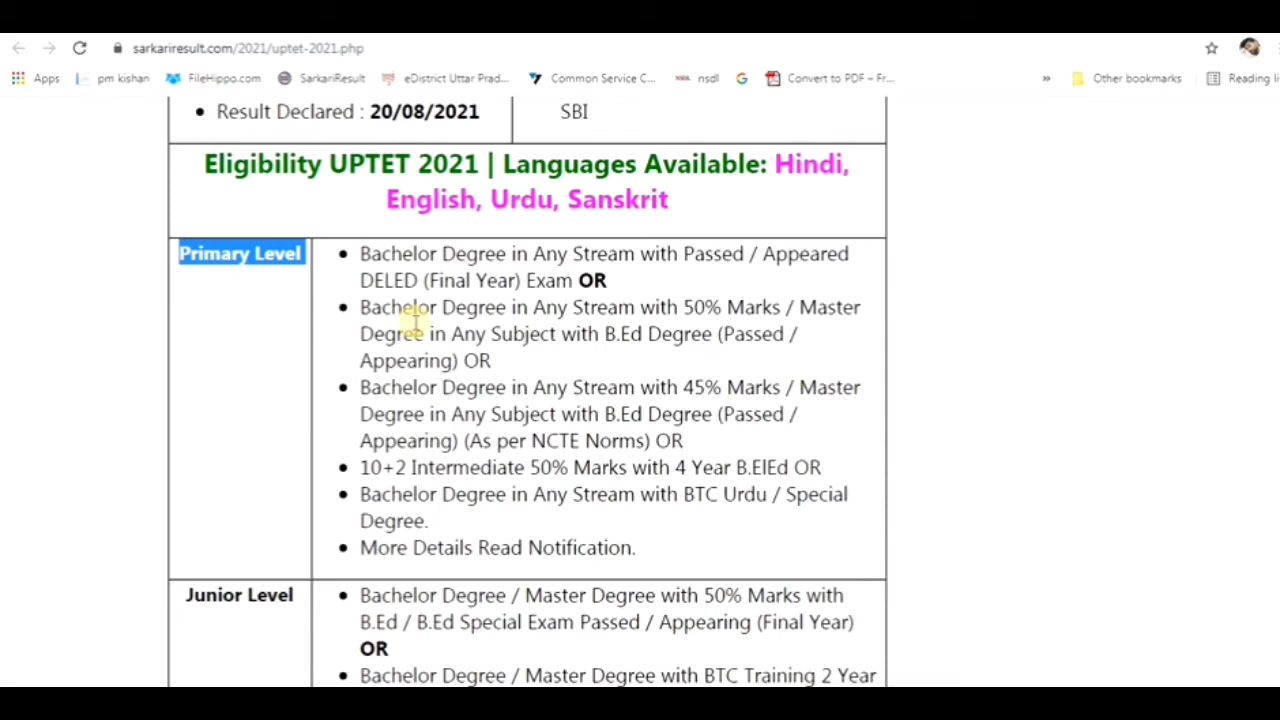 sarkariresult.com/2021/uptet-2021.php
Apps pm kishan FileHippo.com SarkariResult eDistrict Uttar Prad... Common Service C... nsdl Convert to PDF – Fr... » Other bookmarks Reading li
• Result Declared : 20/08/2021 SBI
Eligibility UPTET 2021 | Languages Available: Hindi,
English, Urdu, Sanskrit
Primary Level
• Bachelor Degree in Any Stream with Passed / Appeared
DELED (Final Year) Exam OR
• Bachelor Degree in Any Stream with 50% Marks / Master
Degree in Any Subject with B.Ed Degree (Passed /
Appearing) OR
• Bachelor Degree in Any Stream with 45% Marks / Master
Degree in Any Subject with B.Ed Degree (Passed /
Appearing) (As per NCTE Norms) OR
• 10+2 Intermediate 50% Marks with 4 Year B.ElEd OR
• Bachelor Degree in Any Stream with BTC Urdu / Special
Degree.
• More Details Read Notification.
Junior Level
• Bachelor Degree / Master Degree with 50% Marks with
B.Ed / B.Ed Special Exam Passed / Appearing (Final Year)
OR
• Bachelor Degree / Master Degree with BTC Training 2 Year